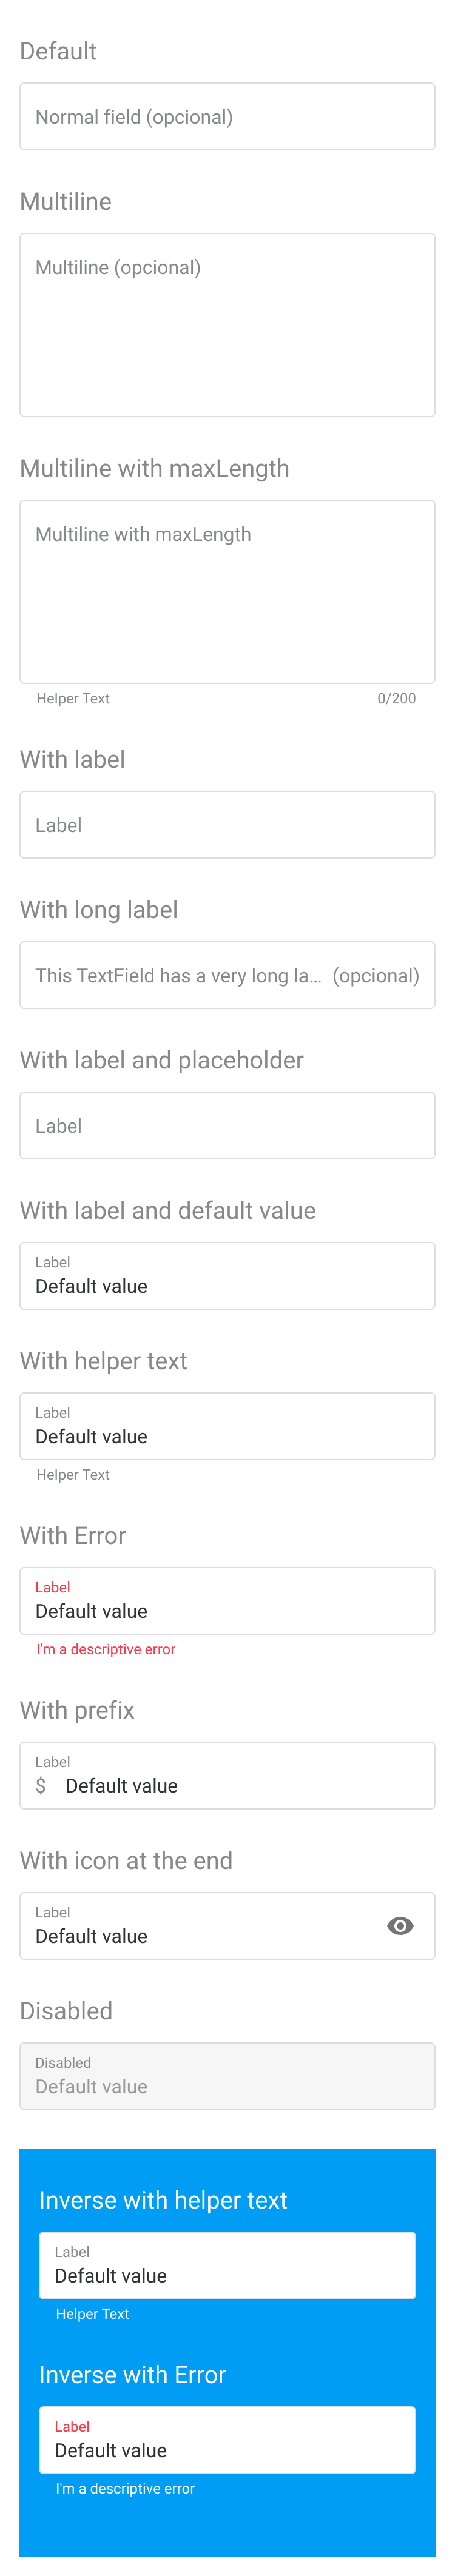 Default
Normal field (opcional)
Multiline
Multiline (opcional)
Multiline with maxLength
Multiline with maxLength
Helper Text 0/200
With label
Label
With long label
This TextField has a very long la... (opcional)
With label and placeholder
Label
With label and default value
Label
Default value
With helper text
Label
Default value
Helper Text
With Error
Label
Default value
I'm a descriptive error
With prefix
Label
$ Default value
With icon at the end
Label
Default value
Disabled
Disabled
Default value
Inverse with helper text
Label
Default value
Helper Text
Inverse with Error
Label
Default value
I'm a descriptive error